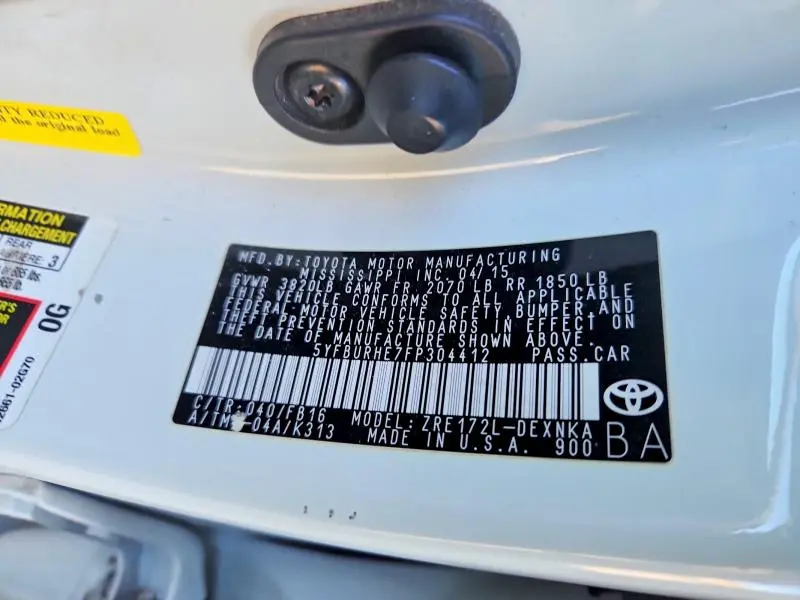 TY REDUCED
the original load
RMATION
CHARGEMENT
REAR
3
0G
42661-02G70
MFD. BY: TOYOTA MOTOR MANUFACTURING
MISSISSIPPI INC. 04/15
GVWR 3820LB GAWR FR 2070 LB RR 1850 LB
THIS VEHICLE CONFORMS TO ALL APPLICABLE
FEDERAL MOTOR VEHICLE SAFETY, BUMPER, AND
THEFT PREVENTION STANDARDS IN EFFECT ON
THE DATE OF MANUFACTURE SHOWN ABOVE.
5YFBURHE7FP304412 PASS. CAR
C/TR: 040/FB16 MODEL: ZRE172L-DEXNKA
A/TM: -04A/K313 MADE IN U.S.A. 900 BA